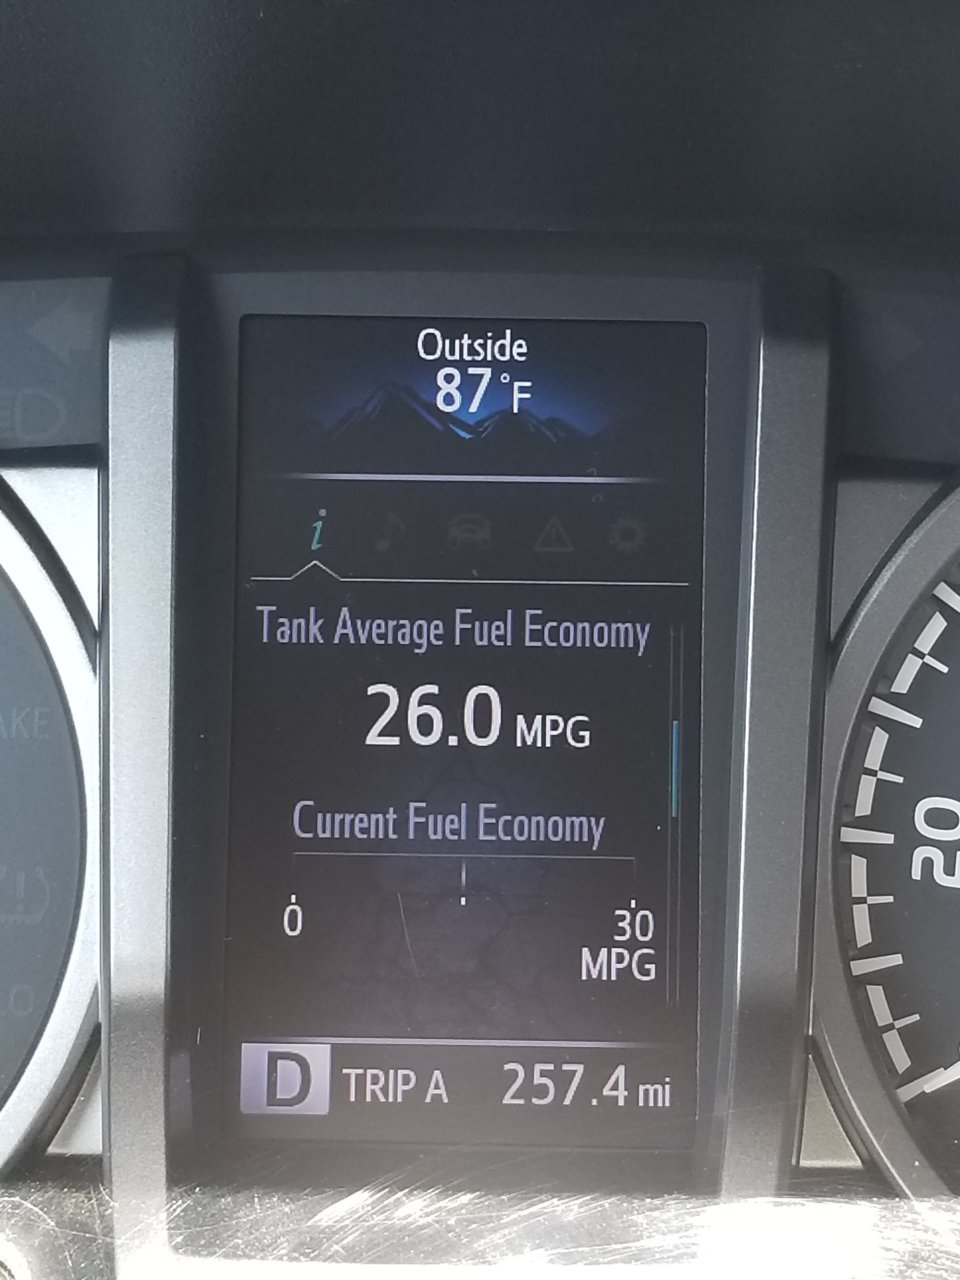 Outside
87°F
i
Tank Average Fuel Economy
26.0 MPG
Current Fuel Economy
0
30
MPG
D TRIP A 257.4 mi
20
AKE